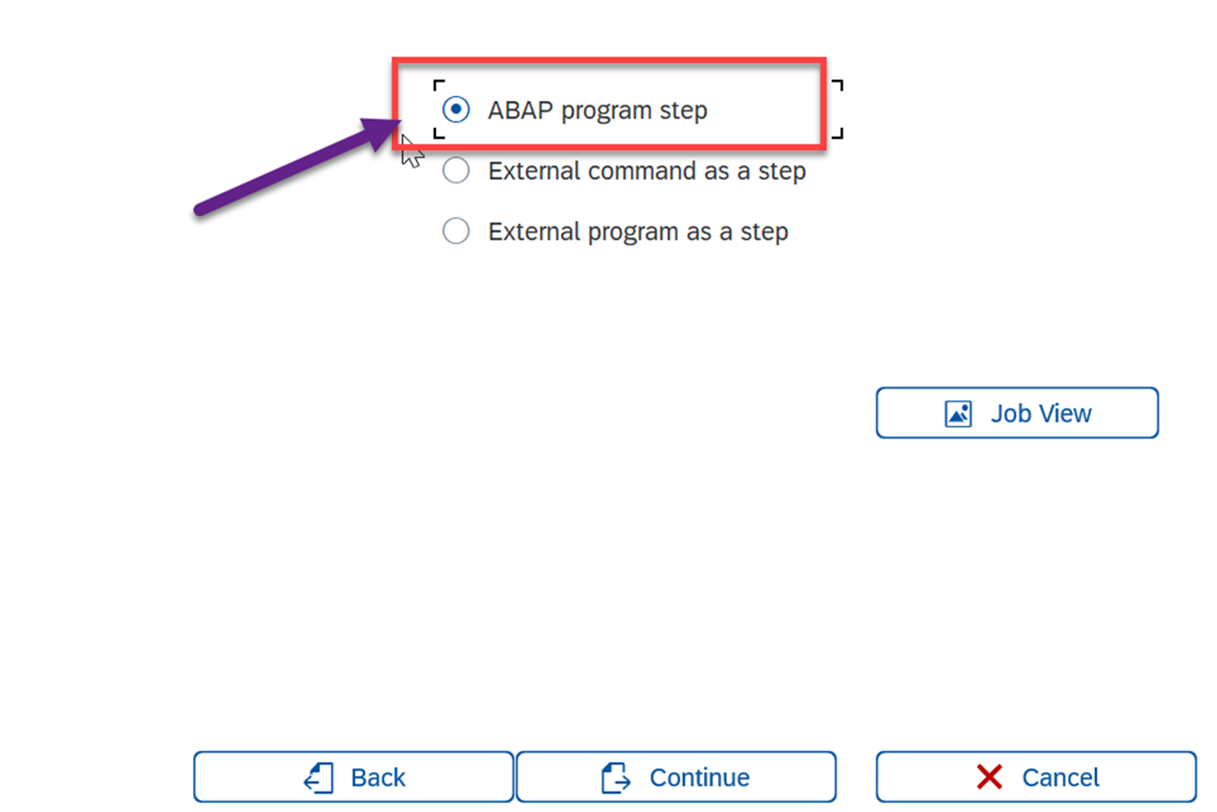 ABAP program step
External command as a step
External program as a step
Job View
Back
Continue
Cancel